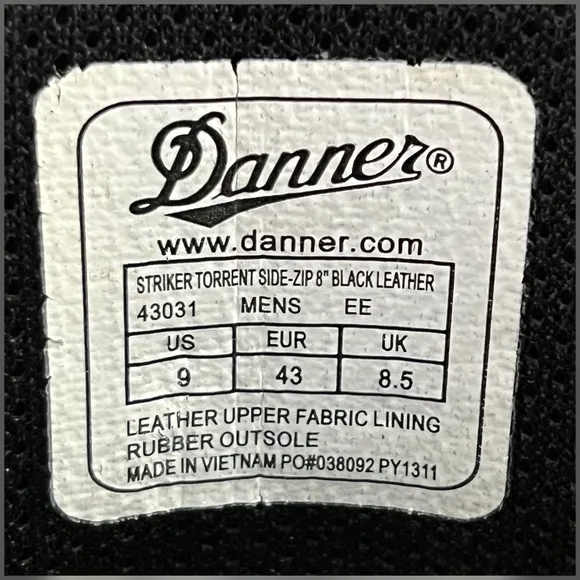 Danner®
www.danner.com
STRIKER TORRENT SIDE-ZIP 8" BLACK LEATHER
43031 MENS EE
US EUR UK
9 43 8.5
LEATHER UPPER FABRIC LINING
RUBBER OUTSOLE
MADE IN VIETNAM PO#038092 PY1311